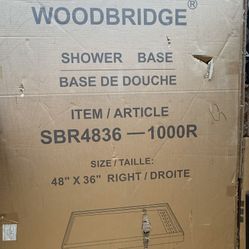 WOODBRIDGE®
SHOWER BASE
BASE DE DOUCHE
ITEM / ARTICLE
SBR4836 — 1000R
SIZE / TAILLE:
48" X 36" RIGHT / DROITE